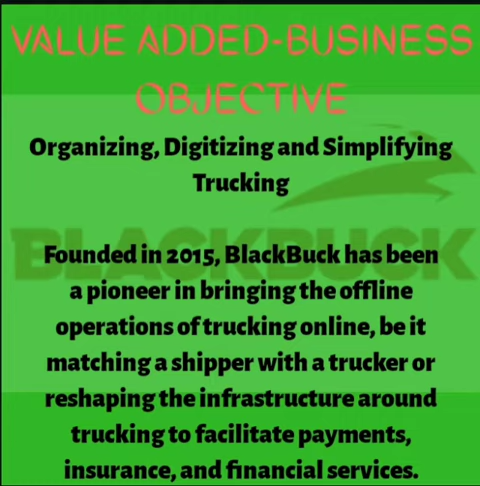 VALUE ADDED-BUSINESS
OBJECTIVE
Organizing, Digitizing and Simplifying
Trucking
BLACKBUCK
Founded in 2015, BlackBuck has been
a pioneer in bringing the offline
operations of trucking online, be it
matching a shipper with a trucker or
reshaping the infrastructure around
trucking to facilitate payments,
insurance, and financial services.